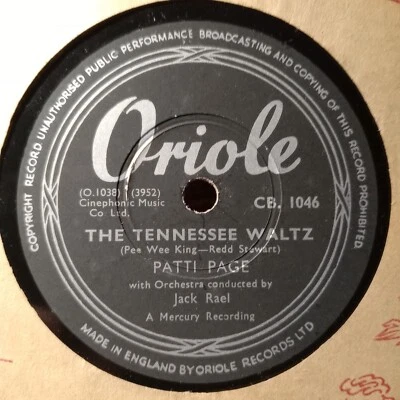 COPYRIGHT RECORD UNAUTHORISED PUBLIC PERFORMANCE BROADCASTING AND COPYING OF THIS RECORD PROHIBITED
Oriole
(O.1038) (3952)
Cinephonic Music
Co Ltd.
CB. 1046
THE TENNESSEE WALTZ
(Pee Wee King—Redd Stewart)
PATTI PAGE
with Orchestra conducted by
Jack Rael
A Mercury Recording
MADE IN ENGLAND BY ORIOLE RECORDS LTD